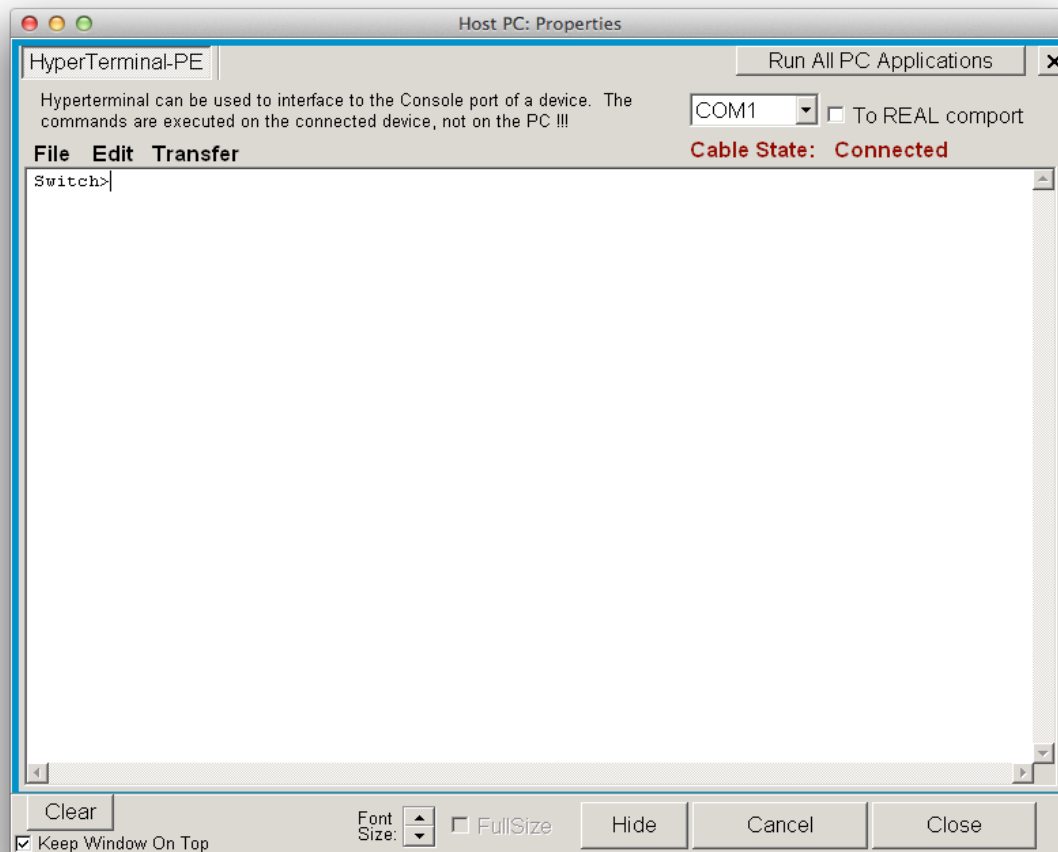 Host PC: Properties
HyperTerminal-PE
Run All PC Applications
Hyperterminal can be used to interface to the Console port of a device. The
commands are executed on the connected device, not on the PC !!!
COM1
To REAL comport
File Edit Transfer
Cable State: Connected
Switch>
Clear
Font
Size:
FullSize
Hide
Cancel
Close
Keep Window On Top